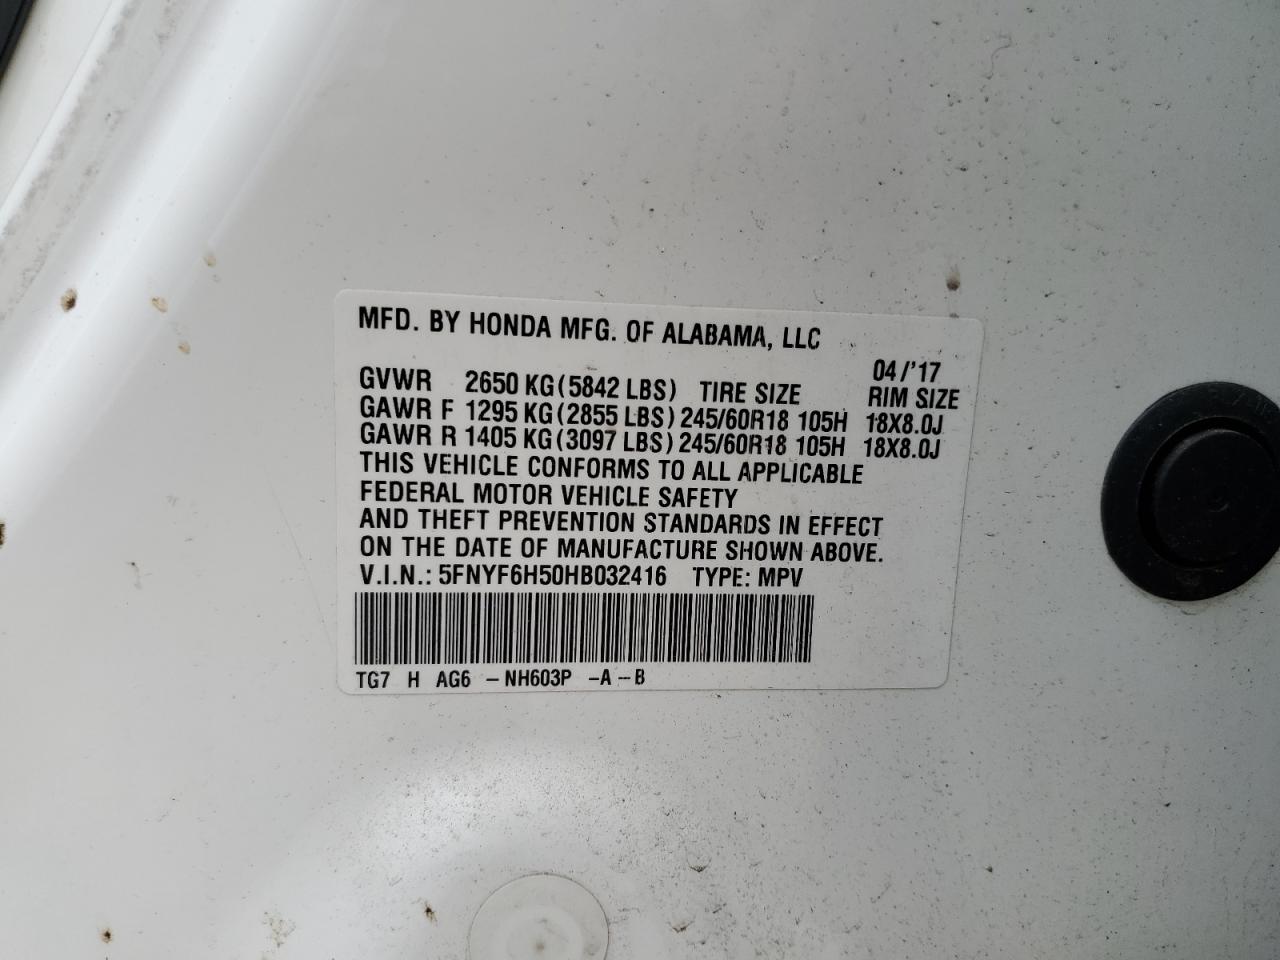 MFD. BY HONDA MFG. OF ALABAMA, LLC
04/'17
GVWR 2650 KG (5842 LBS) TIRE SIZE RIM SIZE
GAWR F 1295 KG (2855 LBS) 245/60R18 105H 18X8.0J
GAWR R 1405 KG (3097 LBS) 245/60R18 105H 18X8.0J
THIS VEHICLE CONFORMS TO ALL APPLICABLE
FEDERAL MOTOR VEHICLE SAFETY
AND THEFT PREVENTION STANDARDS IN EFFECT
ON THE DATE OF MANUFACTURE SHOWN ABOVE.
V.I.N.: 5FNYF6H50HB032416 TYPE: MPV
TG7 H AG6 - NH603P -A -- B